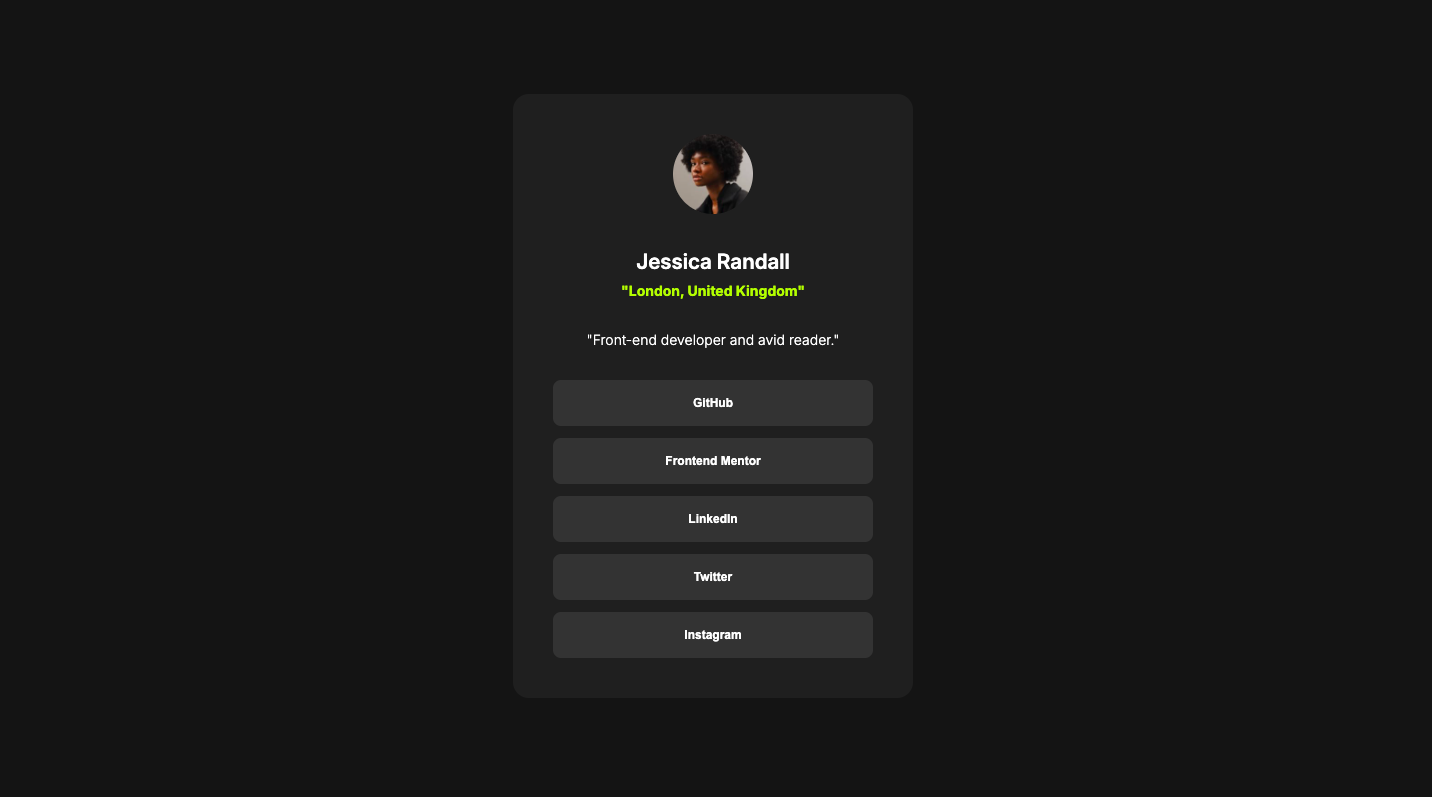 Jessica Randall
"London, United Kingdom"
"Front-end developer and avid reader."
GitHub
Frontend Mentor
LinkedIn
Twitter
Instagram